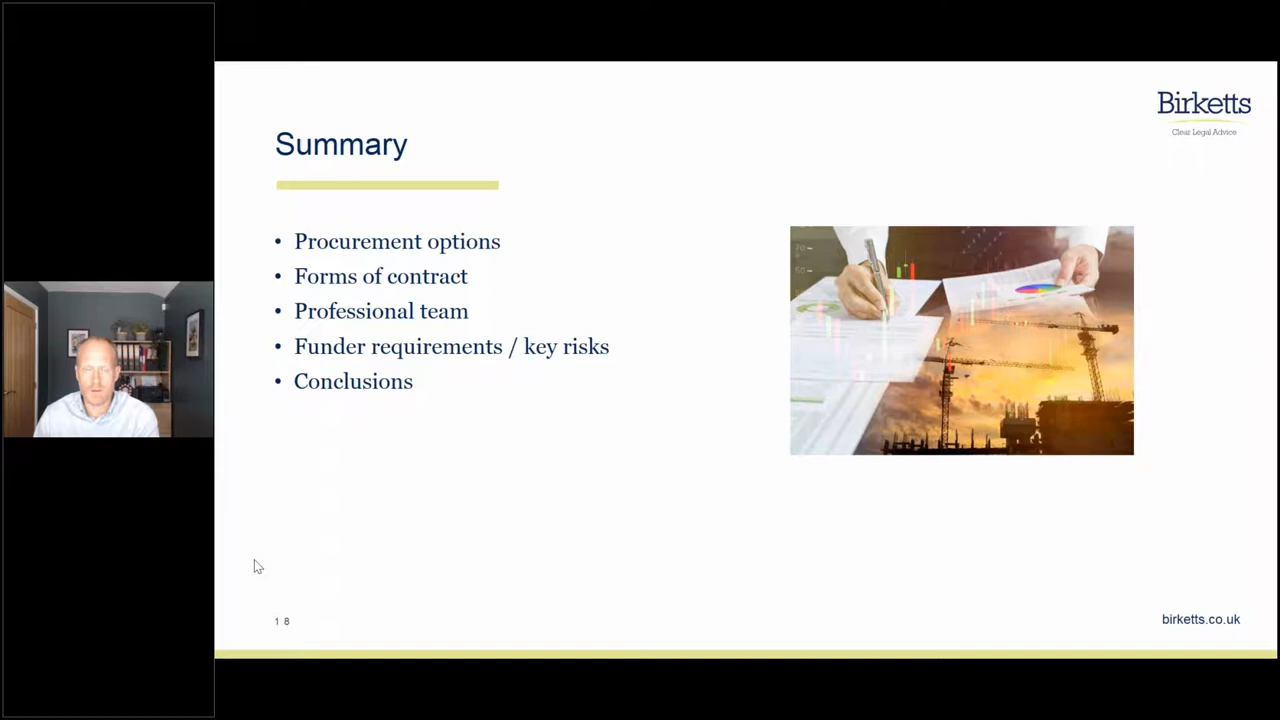 Birketts
Clear Legal Advice
Summary
• Procurement options
• Forms of contract
• Professional team
• Funder requirements / key risks
• Conclusions
18
birketts.co.uk